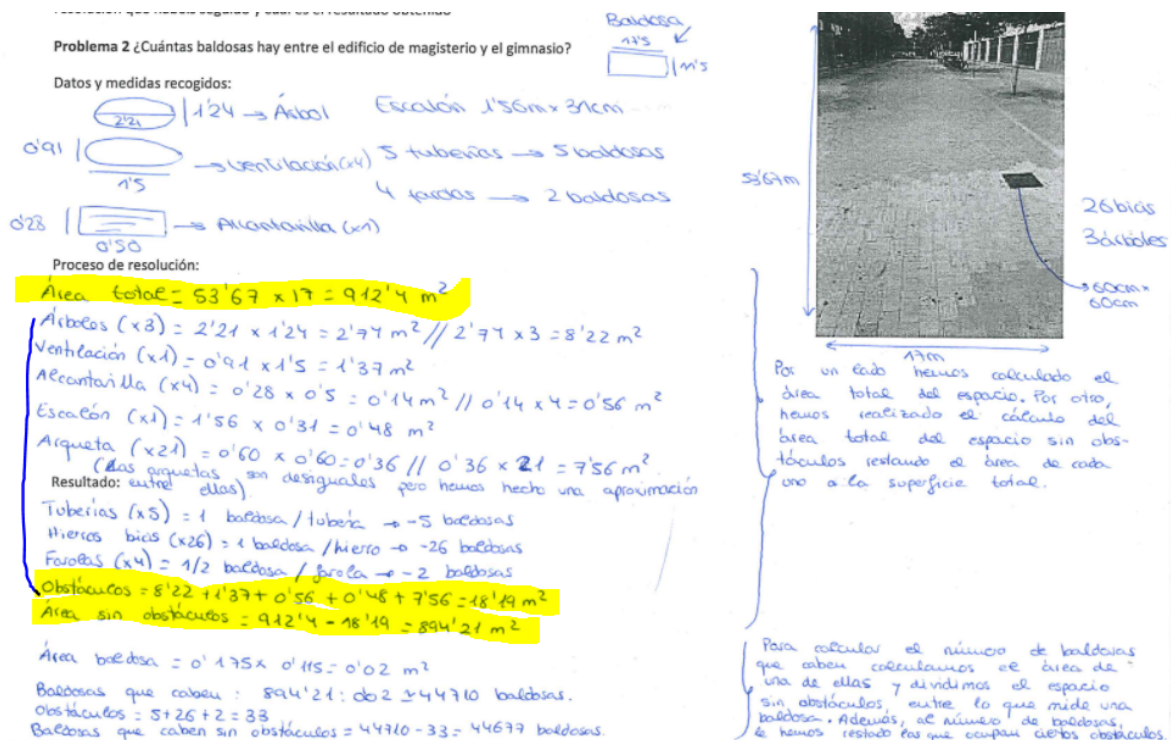 Problema 2 ¿Cuántas baldosas hay entre el edificio de magisterio y el gimnasio?
Baldosa
17'5
11'5
Datos y medidas recogidos:
2'21
1'24 → Árbol
Escalón 1'56m x 31cm
0'91
1'5
→ ventilación (x4)
5 tuberías → 5 baldosas
4 farolas → 2 baldosas
0'28
0'50
→ Alcantarilla (x1)
53'67m
26 bicis
3 árboles
60cm x
60cm
17m
Proceso de resolución:
Área total = 53'67 x 17 = 912'4 m²
Árboles (x3) = 2'21 x 1'24 = 2'74 m² // 2'74 x 3 = 8'22 m²
Ventilación (x1) = 0'91 x 1'5 = 1'37 m²
Alcantarilla (x4) = 0'28 x 0'5 = 0'14 m² // 0'14 x 4 = 0'56 m²
Escalón (x1) = 1'56 x 0'31 = 0'48 m²
Arqueta (x21) = 0'60 x 0'60 = 0'36 // 0'36 x 21 = 7'56 m²
(Las arquetas son desiguales pero hemos hecho una aproximación
Resultado: entre ellas).
Tuberías (x5) = 1 baldosa / tubería → -5 baldosas
Hierros bicis (x26) = 1 baldosa / hierro → -26 baldosas
Farolas (x4) = 1/2 baldosa / farola → -2 baldosas
Obstáculos = 8'22 + 1'37 + 0'56 + 0'48 + 7'56 = 18'19 m²
Área sin obstáculos = 912'4 - 18'19 = 894'21 m²
Área baldosa = 0'175 x 0'115 = 0'02 m²
Baldosas que caben : 894'21 : 0'02 ≃ 44710 baldosas.
Obstáculos = 5+26+2 = 33
Baldosas que caben sin obstáculos = 44710 - 33 = 44677 baldosas.
Por un lado hemos calculado el
área total del espacio. Por otro,
hemos realizado el cálculo del
área total del espacio sin obs-
táculos restando el área de cada
uno a la superficie total.
Para calcular el número de baldosas
que caben calculamos el área de
una de ellas y dividimos el espacio
sin obstáculos, entre lo que mide una
baldosa. Además, al número de baldosas,
le hemos restado las que ocupan ciertos obstáculos.